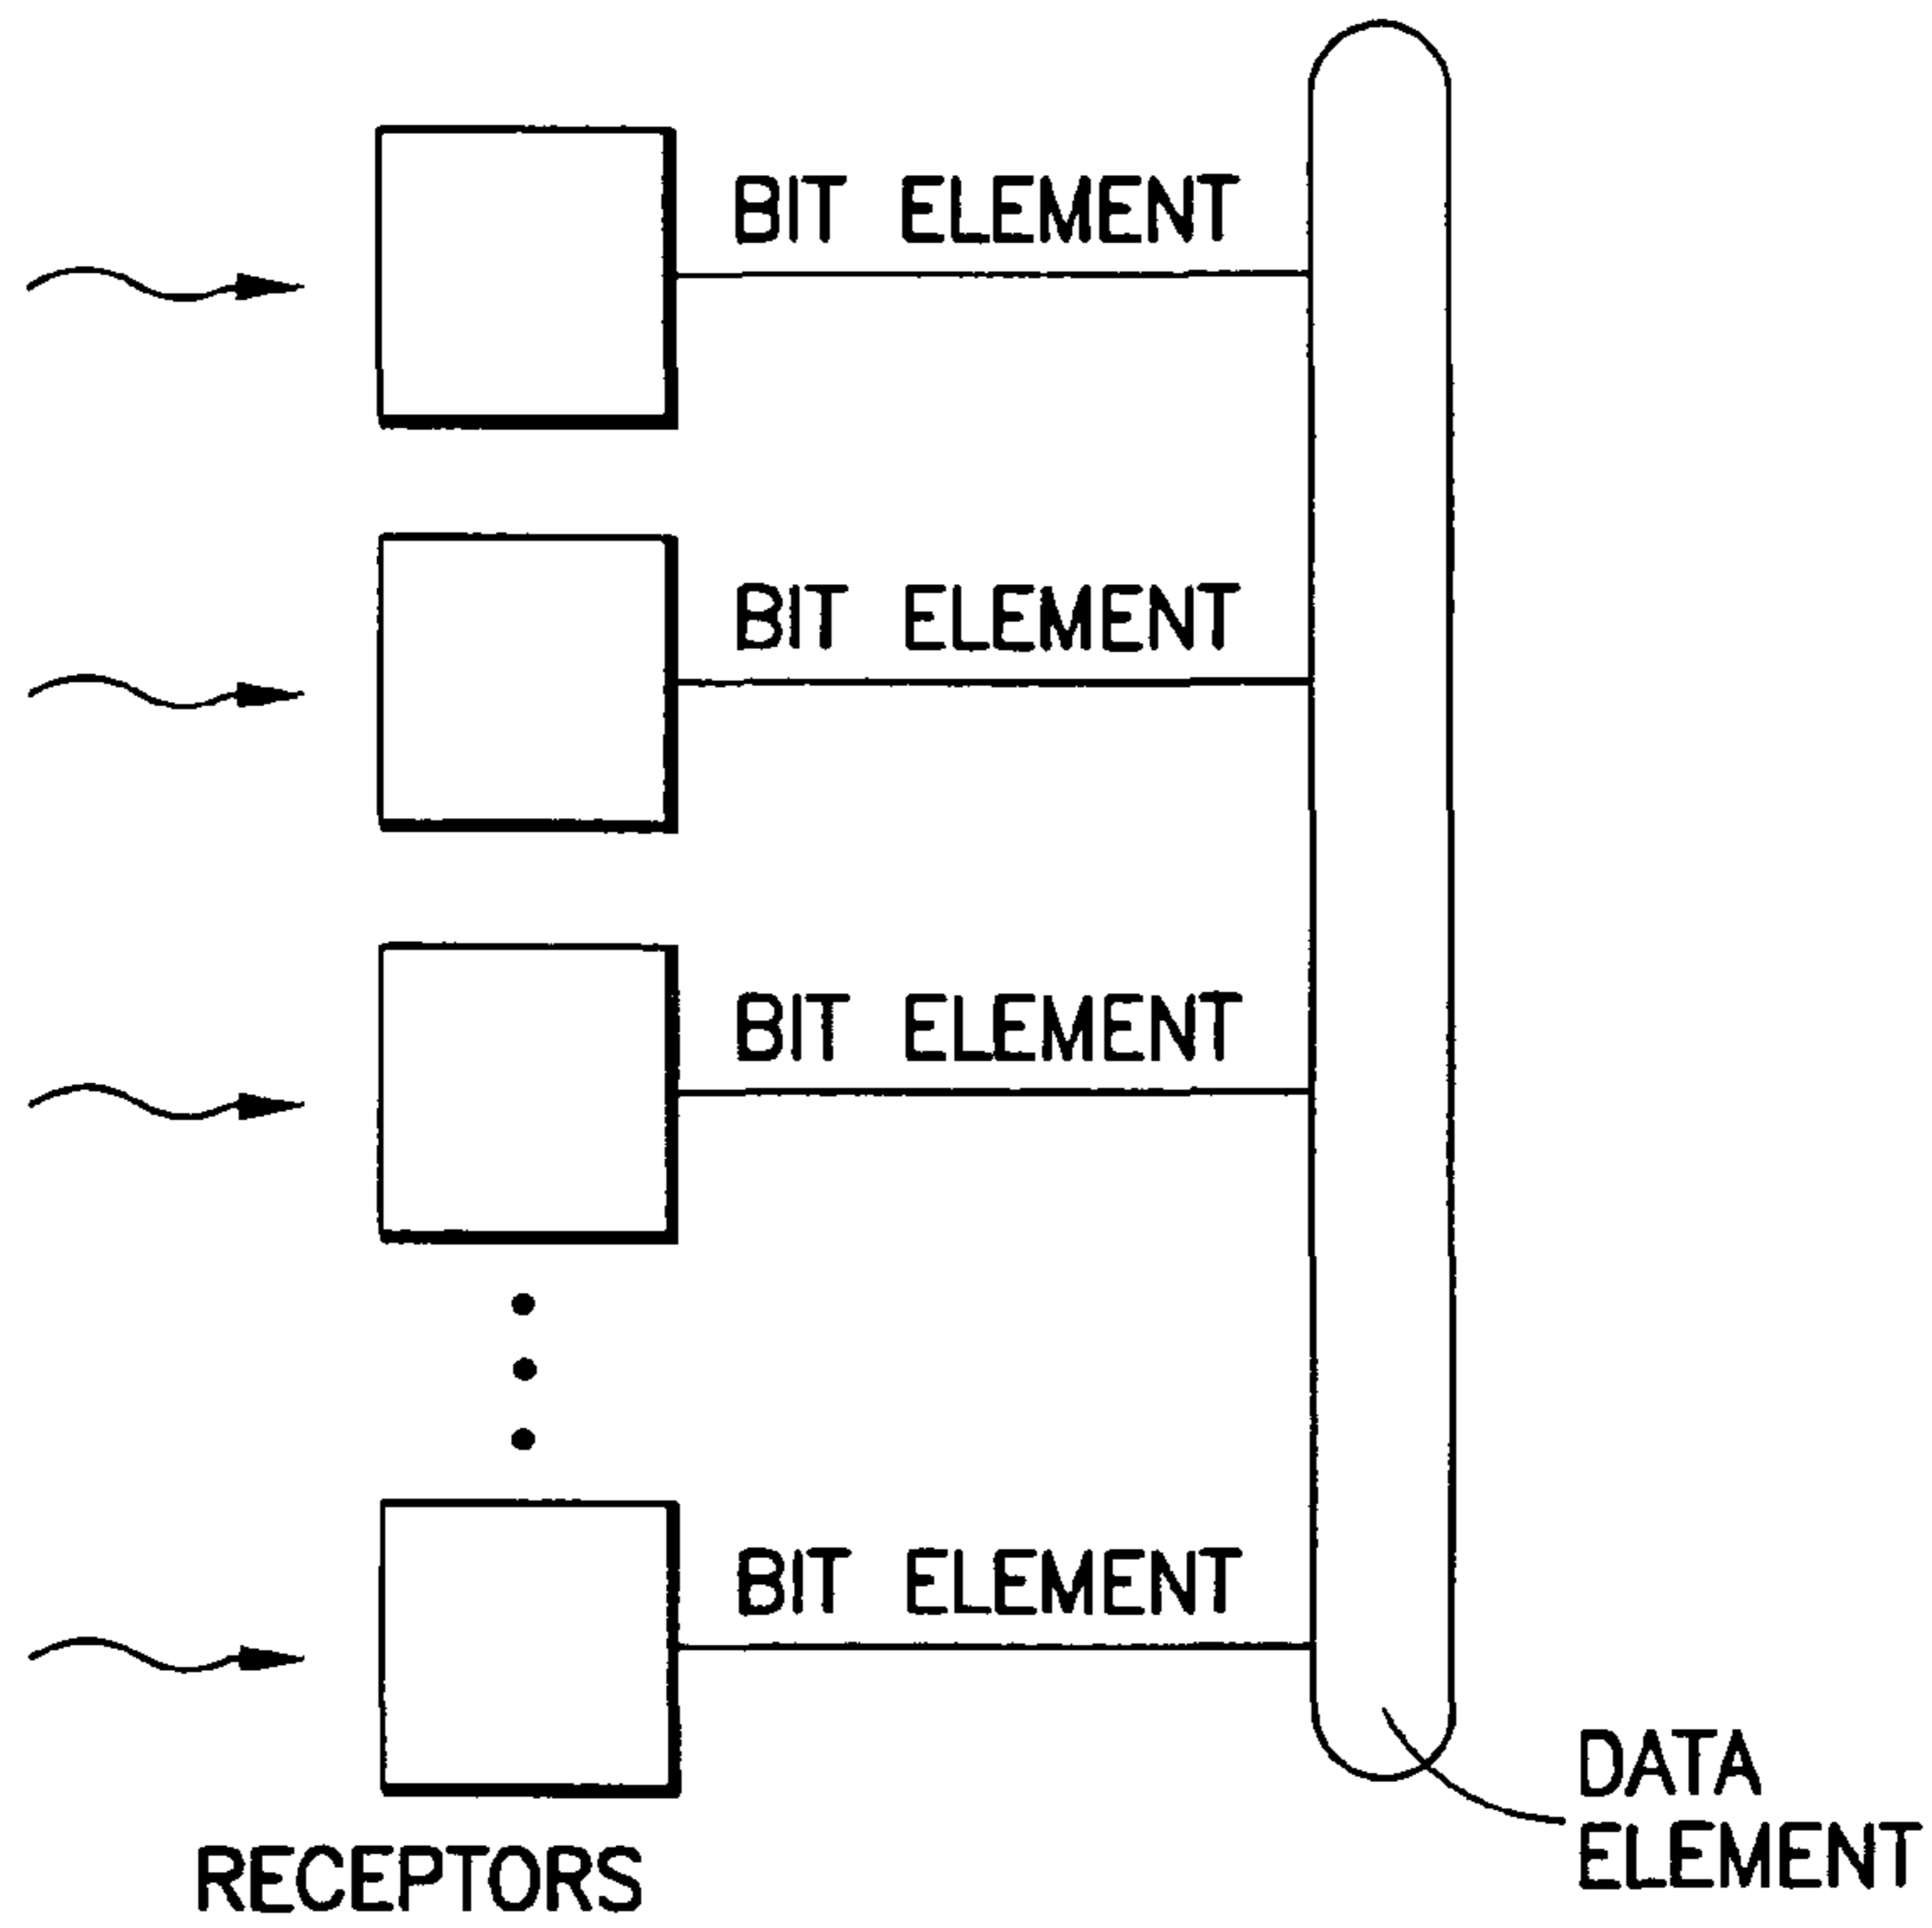 BIT ELEMENT
BIT ELEMENT
BIT ELEMENT
BIT ELEMENT
DATA
ELEMENT
RECEPTORS